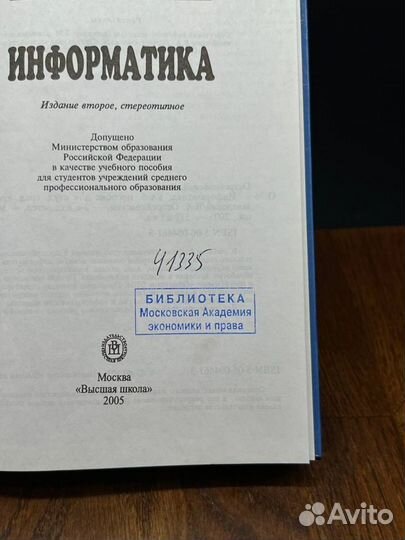 ИНФОРМАТИКА
Издание второе, стереотипное
Допущено
Министерством образования
Российской Федерации
в качестве учебного пособия
для студентов учреждений среднего
профессионального образования
41335
БИБЛИОТЕКА
Московская Академия
экономики и права
Москва
«Высшая школа»
2005
Avito